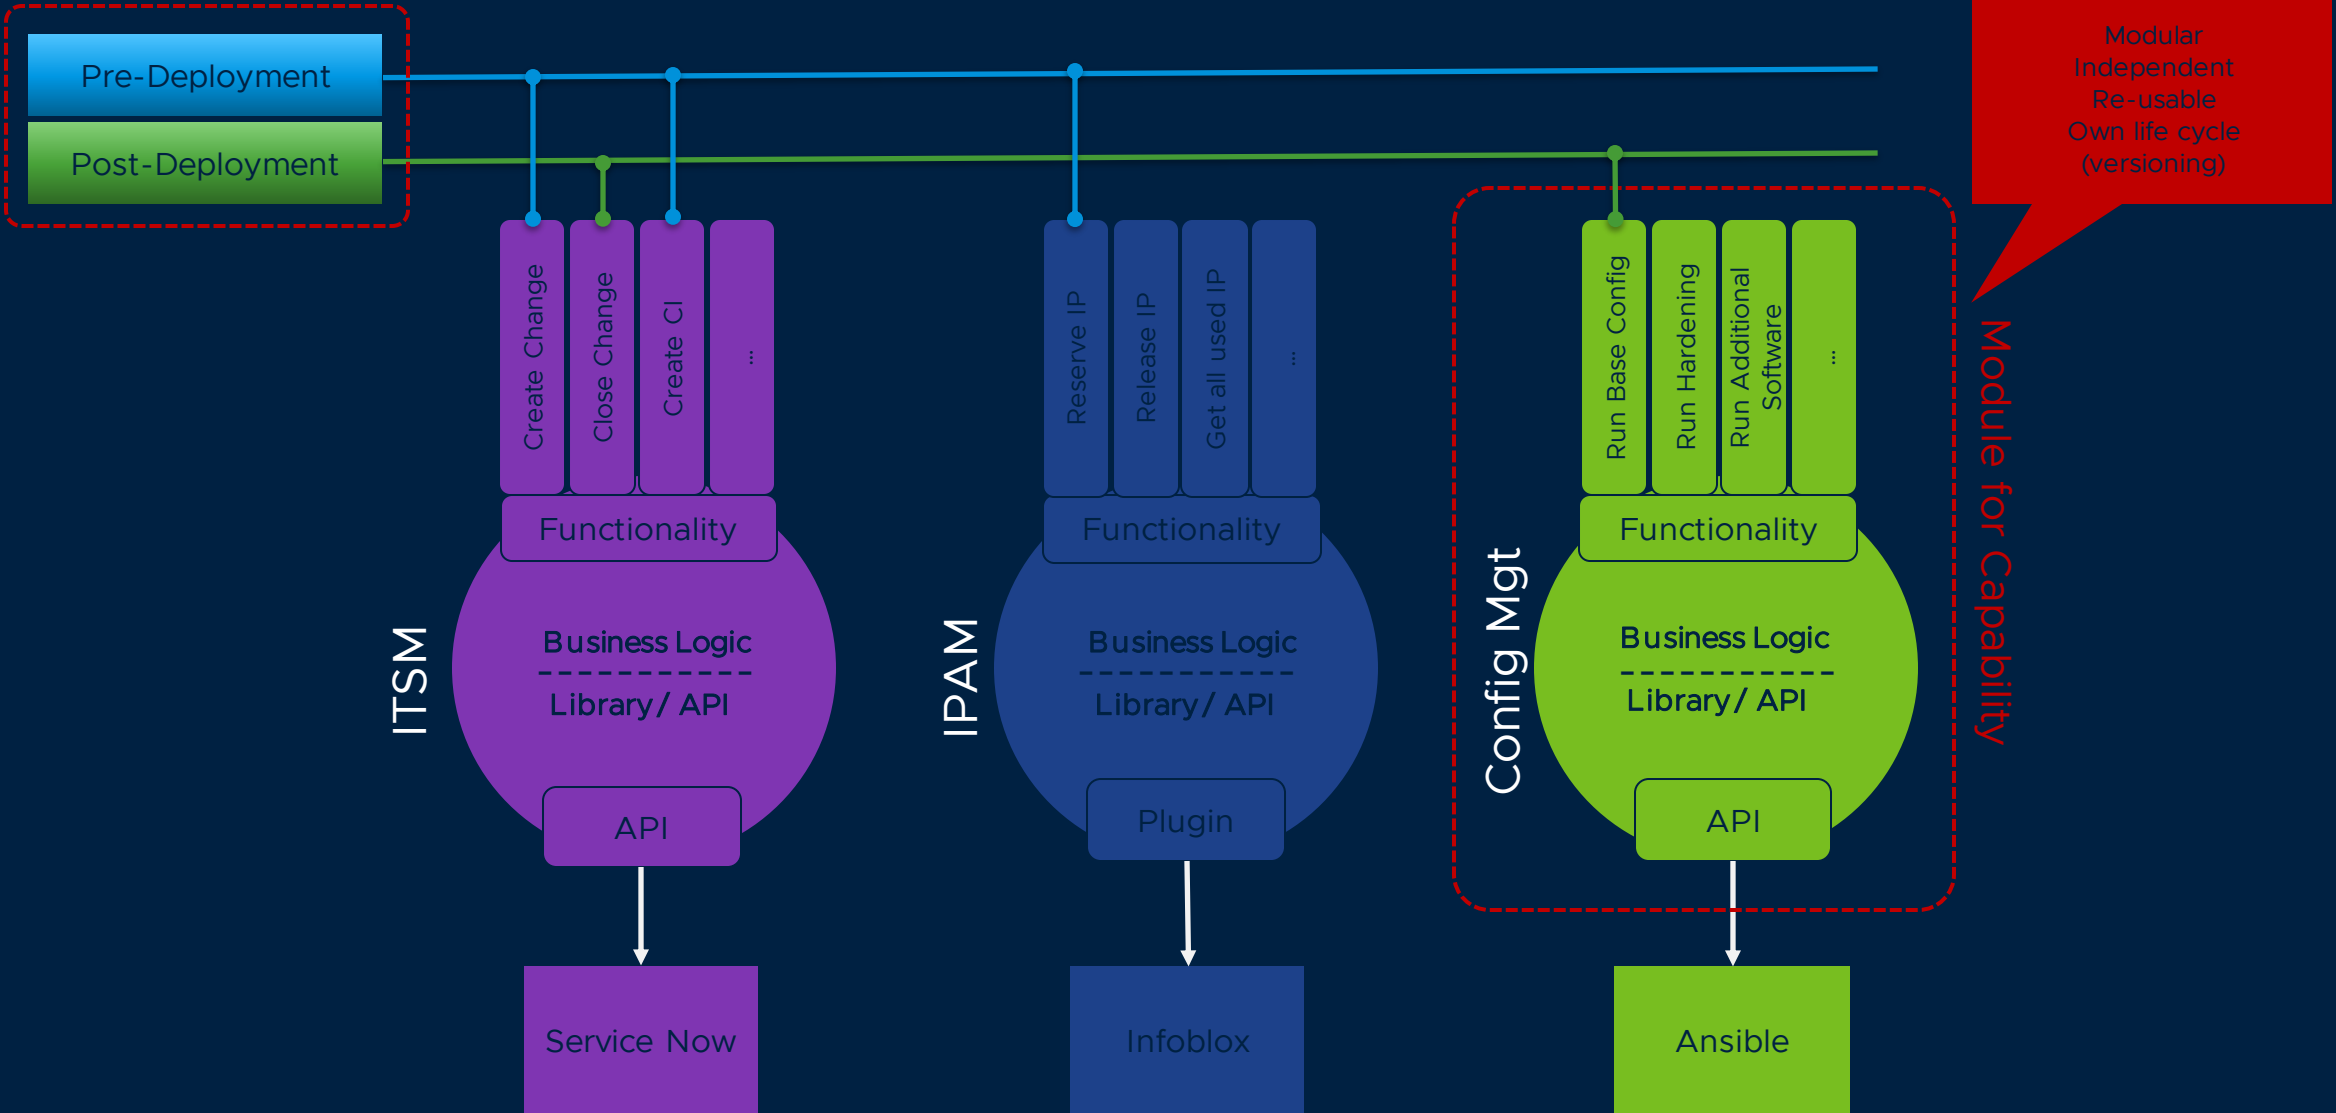 Pre-Deployment
Post-Deployment
Modular
Independent
Re-usable
Own life cycle
(versioning)
Create Change
Close Change
Create CI
...
Functionality
ITSM
Business Logic
Library / API
API
Service Now
Reserve IP
Release IP
Get all used IP
...
Functionality
IPAM
Business Logic
Library / API
Plugin
Infoblox
Run Base Config
Run Hardening
Run Additional
Software
...
Functionality
Config Mgt
Business Logic
Library / API
API
Ansible
Module for Capability